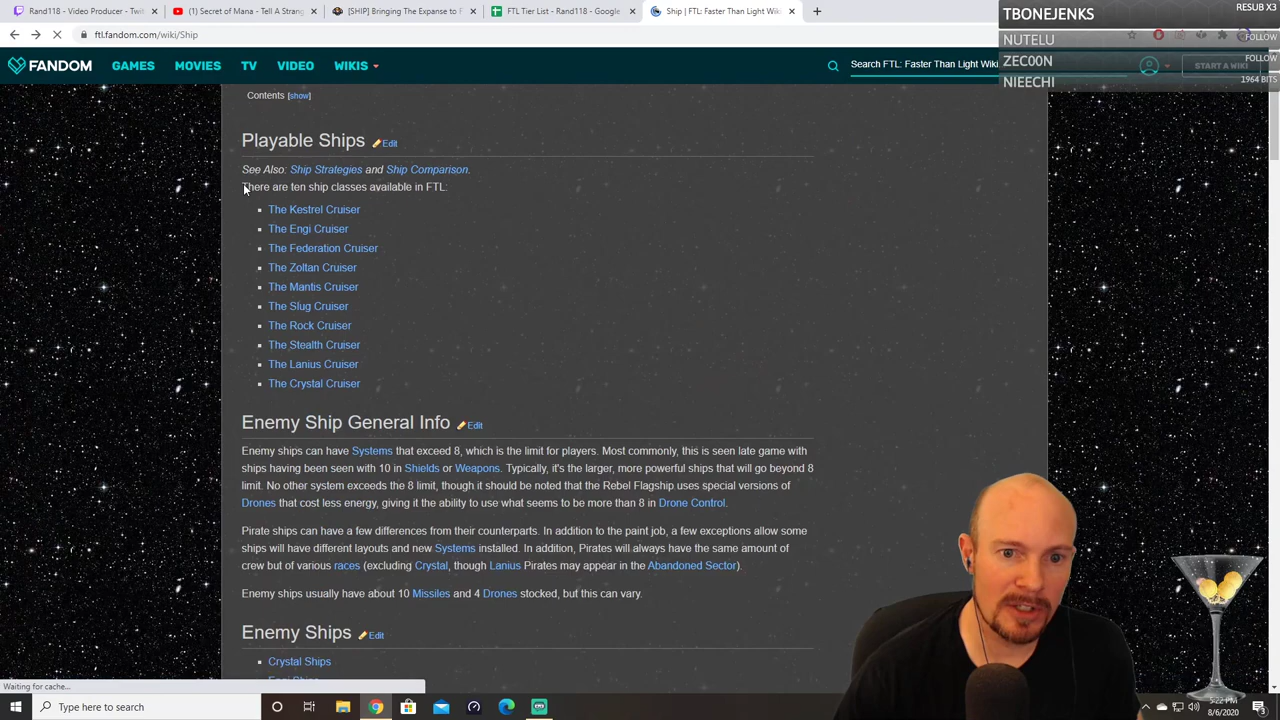 Rand118 - Video Producer - Twitc
(1) Secret of Mana - Tell A Strang
[SHIP] Bringing The Expanse to F
FTL Tier List - Rand118 - Google
Ship | FTL: Faster Than Light Wiki
ftl.fandom.com/wiki/Ship
TBONEJENKS
RESUB X3
NUTELU
FOLLOW
ZEC00N
FOLLOW
NIEECHI
1964 BITS
FANDOM
GAMES
MOVIES
TV
VIDEO
WIKIS
Search FTL: Faster Than Light Wiki
START A WIKI
Contents [show]
Playable Ships Edit
See Also: Ship Strategies and Ship Comparison.
There are ten ship classes available in FTL:
The Kestrel Cruiser
The Engi Cruiser
The Federation Cruiser
The Zoltan Cruiser
The Mantis Cruiser
The Slug Cruiser
The Rock Cruiser
The Stealth Cruiser
The Lanius Cruiser
The Crystal Cruiser
Enemy Ship General Info Edit
Enemy ships can have Systems that exceed 8, which is the limit for players. Most commonly, this is seen late game with
ships having been seen with 10 in Shields or Weapons. Typically, it's the larger, more powerful ships that will go beyond 8
limit. No other system exceeds the 8 limit, though it should be noted that the Rebel Flagship uses special versions of
Drones that cost less energy, giving it the ability to use what seems to be more than 8 in Drone Control.
Pirate ships can have a few differences from their counterparts. In addition to the paint job, a few exceptions allow some
ships will have different layouts and new Systems installed. In addition, Pirates will always have the same amount of
crew but of various races (excluding Crystal, though Lanius Pirates may appear in the Abandoned Sector).
Enemy ships usually have about 10 Missiles and 4 Drones stocked, but this can vary.
Enemy Ships Edit
Crystal Ships
Engi Ships
Waiting for cache...
Type here to search
5:22 PM
8/6/2020